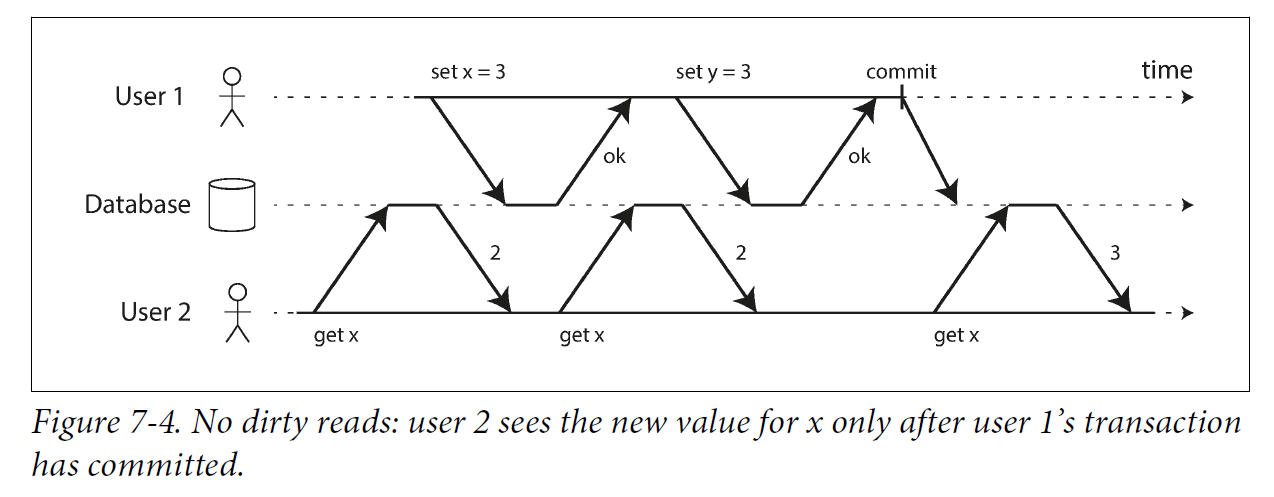 set x = 3
set y = 3
commit
time
User 1
ok
ok
Database
2
2
3
User 2
get x
get x
get x
Figure 7-4. No dirty reads: user 2 sees the new value for x only after user 1’s transaction
has committed.